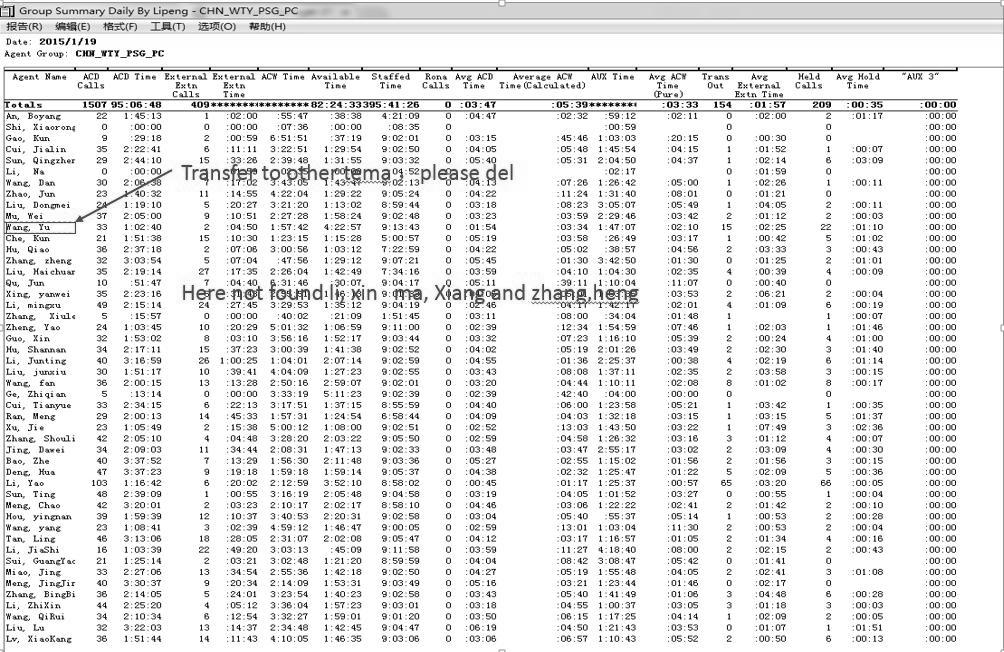 Group Summary Daily By Lipeng - CHN_WTY_PSG_PC
报告(R) 编辑(E) 格式(F) 工具(T) 选项(O) 帮助(H)
Date: 2015/1/19
Agent Group: CHN_WTY_PSG_PC
Agent Name ACD Calls ACD Time External Extn Calls External Extn Time ACW Time Available Time Staffed Time Rona Calls Avg ACD Time Average ACW Time(Calculated) AUX Time Avg ACW Time (Pure) Trans Out Avg External Extn Time Held Calls Avg Hold Time "AUX 3"
Totals 1507 95:06:48 409 ****************** 82:24:33 395:41:26 0 :03:47 :05:39 ******** :03:33 154 :01:57 209 :00:35 :00:00
An, Boyang 22 1:45:13 1 :02:00 :55:47 :38:38 4:21:09 0 :04:47 :02:32 :59:12 :02:11 0 :02:00 2 :01:17 :00:00
Shi, Xiaorong 0 :00:00 0 :00:00 :07:36 :00:00 :08:35 0 :00:59 0 :00:00
Gao, Kun 9 :29:18 2 :00:59 6:51:51 :37:19 9:02:01 0 :03:15 :45:46 1:03:03 :20:15 0 :00:30 0 :00:00
Cui, Jialin 35 2:22:41 6 :11:11 3:22:51 1:29:54 9:02:50 0 :04:05 :05:48 1:45:54 :04:15 1 :01:52 1 :00:07 :00:00
Sun, Qingzher 29 2:44:10 15 :33:26 2:39:48 1:31:55 9:03:32 0 :05:40 :05:31 2:04:50 :04:37 1 :02:14 6 :03:09 :00:00
Li, Na :02:17 0 :01:59 0 :00:00
Transfer to other tema , please del
Wang, Dan 30 0 :04:13 :07:26 1:26:42 :05:00 1 :02:26 1 :00:11 :00:00
Zhao, Jun 23 11 :14:55 4:22:04 1:29:22 9:05:24 0 :04:22 :11:24 1:31:40 :08:01 0 :01:21 0 :00:00
Liu, Dongmei 1:19:10 5 :20:27 3:21:20 1:13:02 8:59:44 0 :03:18 :08:23 3:05:07 :05:49 1 :04:05 2 :00:11 :00:00
Mu, Wei 37 2:05:00 9 :10:51 2:27:28 1:58:24 9:02:48 0 :03:23 :03:59 2:29:46 :03:42 2 :01:12 2 :00:03 :00:00
Wang, Yu 33 1:02:40 2 :04:50 1:57:42 4:22:57 9:13:43 0 :01:54 :03:34 1:47:07 :02:10 15 :02:25 22 :01:10 :00:00
Che, Kun 21 1:51:38 15 :10:30 1:23:15 1:15:28 5:00:57 0 :05:19 :03:58 :26:49 :03:17 1 :00:42 5 :01:02 :00:00
Hu, Qiao 36 2:37:18 2 :07:06 3:00:56 1:03:12 7:22:59 0 :04:22 :05:02 :38:57 :04:56 2 :03:33 3 :00:43 :00:00
Zhang, zheng 32 3:03:54 5 :07:04 :47:56 1:29:12 9:07:21 0 :05:45 :01:30 3:42:50 :01:30 0 :01:25 2 :00:01 :00:00
Liu, Haichuar 35 2:19:14 27 :17:35 2:26:04 1:42:49 7:34:16 0 :03:59 :04:10 1:04:30 :02:35 4 :00:39 4 :00:09 :00:00
Qu, Jun 10 :51:47 7 :04:40 6:31:46 :30:07 9:04:17 0 :05:11 :39:11 1:10:04 :11:07 0 :00:40 0 :00:00
Here not found li, xin , ma, Xiang and zhang,heng
Xing, yanwei 35 2:23:16 2 :06:21 2 :00:04 :00:00
Li, mingxu 49 2:15:14 24 :27:45 3:29:53 1:35:12 0 :02:46 :02:01 4 :01:09 6 :00:19 :00:00
Zhang, Xiule 5 :15:57 0 :00:00 :40:02 :21:09 1:51:45 0 :03:11 :08:00 :34:04 :01:48 1 1 :00:05 :00:00
Zheng, Yao 24 1:03:45 10 :20:29 5:01:32 1:06:59 9:11:00 0 :02:39 :12:34 1:54:59 :07:46 1 :02:03 1 :01:46 :00:00
Guo, Xin 32 1:53:02 8 :03:10 3:56:16 1:52:17 9:03:44 0 :03:32 :07:23 1:16:10 :05:39 2 :00:24 4 :01:00 :00:00
Hu, Shannan 34 2:17:11 15 :37:23 3:00:39 1:41:38 9:02:52 0 :04:02 :05:19 2:01:26 :03:49 2 :02:30 3 :01:40 :00:00
Li, Junting 40 3:16:59 26 1:00:25 1:04:01 2:07:14 9:02:59 0 :04:55 :01:36 2:25:37 :00:38 2 :02:19 6 :01:14 :00:00
Liu, junxiu 30 1:51:17 10 :39:41 4:04:09 1:27:23 9:02:55 0 :03:43 :08:08 1:37:11 :02:35 2 :03:58 3 :00:15 :00:00
Wang, fan 36 2:00:15 13 :13:28 2:50:16 2:59:07 9:02:01 0 :03:20 :04:44 1:10:11 :02:08 8 :01:02 8 :00:17 :00:00
Ge, Zhiqian 5 :13:14 0 :00:00 3:33:19 5:11:23 9:02:39 0 :02:39 :42:40 :04:00 :00:00 0 0 :00:00
Cui, Tianyue 33 2:34:15 6 :22:13 3:17:51 1:37:15 8:55:59 0 :04:40 :06:00 1:23:58 :05:21 1 :03:42 1 :00:35 :00:00
Ran, Meng 29 2:00:13 14 :45:33 1:57:31 1:24:54 6:58:44 0 :04:09 :04:03 1:32:18 :03:15 1 :03:15 5 :01:37 :00:00
Xu, Jie 23 1:05:49 2 :15:38 5:00:12 1:08:00 9:02:51 0 :02:52 :13:03 1:43:50 :03:22 1 :07:49 3 :02:36 :00:00
Zhang, Shouli 42 2:05:10 4 :04:48 3:28:20 2:03:22 9:05:50 0 :02:59 :04:58 1:26:32 :03:16 3 :01:12 4 :00:07 :00:00
Jing, Dawei 34 2:09:03 11 :34:44 2:08:31 1:47:13 9:02:33 0 :03:48 :03:47 2:55:17 :03:02 2 :03:09 4 :00:30 :00:00
Bao, Zhe 40 3:37:52 7 :13:29 1:56:30 2:11:48 9:03:36 0 :05:27 :02:55 1:15:02 :01:56 2 :01:56 3 :00:15 :00:00
Deng, Hua 47 3:37:23 9 :19:18 1:59:18 1:59:14 9:05:37 0 :04:38 :02:32 1:25:47 :01:22 5 :02:09 5 :00:36 :00:00
Li, Yao 103 1:16:42 6 :20:02 2:12:59 3:52:10 8:58:02 0 :00:45 :01:17 1:25:37 :00:57 65 :03:20 66 :00:05 :00:00
Sun, Ting 48 2:39:09 1 :00:55 3:16:19 2:05:48 9:04:58 0 :03:19 :04:05 1:01:52 :03:27 0 :00:55 1 :00:04 :00:00
Meng, Chao 42 3:20:01 2 :03:23 2:10:17 2:02:17 8:58:10 0 :04:46 :03:06 1:22:22 :02:41 2 :01:42 2 :00:10 :00:00
Hou, yingnan 39 1:59:39 12 :10:37 3:40:53 2:20:31 9:02:58 0 :03:04 :05:40 :55:37 :05:14 1 :00:53 2 :00:28 :00:00
Wang, yang 23 1:08:41 3 :02:39 4:59:12 1:46:47 9:00:05 0 :02:59 :13:01 1:03:04 :11:30 2 :00:53 2 :00:04 :00:00
Tan, Ling 46 3:13:06 18 :28:05 2:31:07 2:02:08 9:05:47 0 :04:12 :03:17 1:16:57 :01:05 2 :01:34 4 :00:16 :00:00
Li, JiaShi 16 1:03:39 22 :49:20 3:03:13 :45:09 9:11:58 0 :03:59 :11:27 4:18:40 :08:00 2 :02:15 2 :00:43 :00:00
Sui, GuangYac 21 1:25:14 2 :03:21 3:02:48 1:21:20 8:59:59 0 :04:04 :08:42 3:08:47 :05:42 0 :01:41 0 :00:00
Miao, Jing 33 2:27:06 13 :34:54 2:55:36 1:42:18 9:02:50 0 :04:27 :05:19 1:55:48 :04:05 2 :02:41 3 :01:08 :00:00
Meng, JingJir 40 3:30:37 9 :20:34 2:14:09 1:53:31 9:03:49 0 :05:16 :03:21 1:23:44 :01:46 0 :02:17 0 :00:00
Zhang, BingBi 36 2:14:05 5 :24:01 3:23:54 1:40:23 9:02:58 0 :03:43 :05:40 1:41:49 :01:06 3 :04:48 6 :00:28 :00:00
Li, ZhiXin 44 2:25:20 4 :05:12 3:36:04 1:57:23 9:03:01 0 :03:18 :04:55 1:00:37 :03:05 3 :01:18 3 :00:03 :00:00
Wang, QiRui 34 2:10:34 6 :12:54 3:32:27 1:59:01 9:01:20 0 :03:50 :06:15 1:17:25 :04:14 1 :02:09 2 :00:05 :00:00
Liu, Lu 32 3:22:03 13 :14:37 2:34:48 1:42:45 9:04:47 0 :06:19 :04:50 1:21:43 :03:53 0 :01:07 1 :01:51 :00:00
Lv, XiaoKang 36 1:51:44 14 :11:43 4:10:05 1:46:35 9:03:06 0 :03:06 :06:57 1:10:43 :05:52 2 :00:50 6 :00:13 :00:00